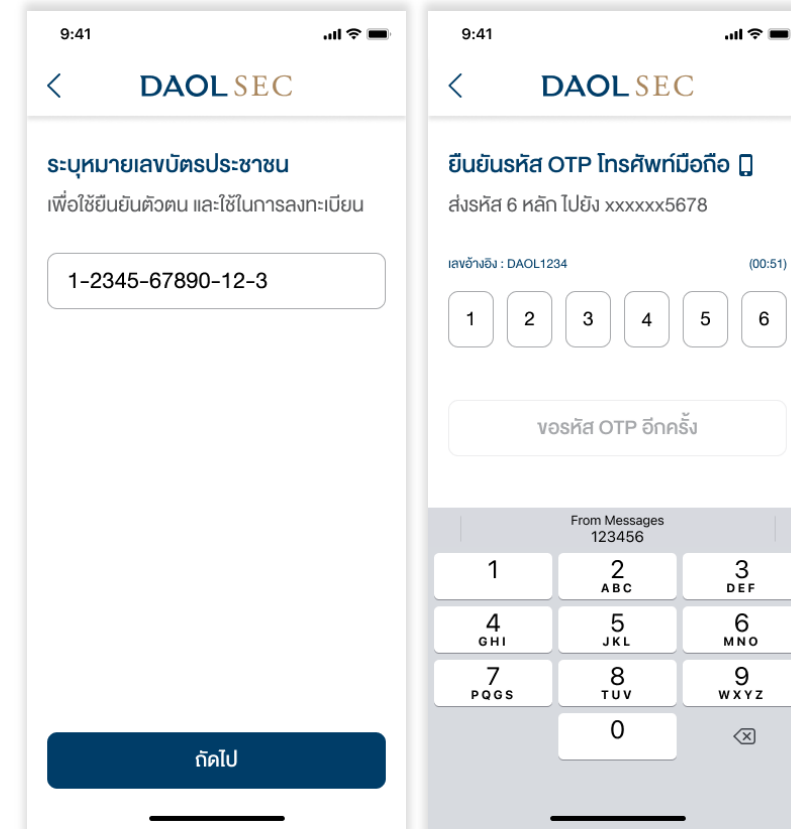 9:41
DAOL SEC
ระบุหมายเลขบัตรประชาชน
เพื่อใช้ยืนยันตัวตน และใช้ในการลงทะเบียน
1-2345-67890-12-3
ถัดไป
9:41
DAOL SEC
ยืนยันรหัส OTP โทรศัพท์มือถือ
ส่งรหัส 6 หลัก ไปยัง xxxxxx5678
เลขอ้างอิง : DAOL1234 (00:51)
1 2 3 4 5 6
ขอรหัส OTP อีกครั้ง
From Messages
123456
1 2 3
ABC DEF
4 5 6
GHI JKL MNO
7 8 9
PQGS TUV WXYZ
0